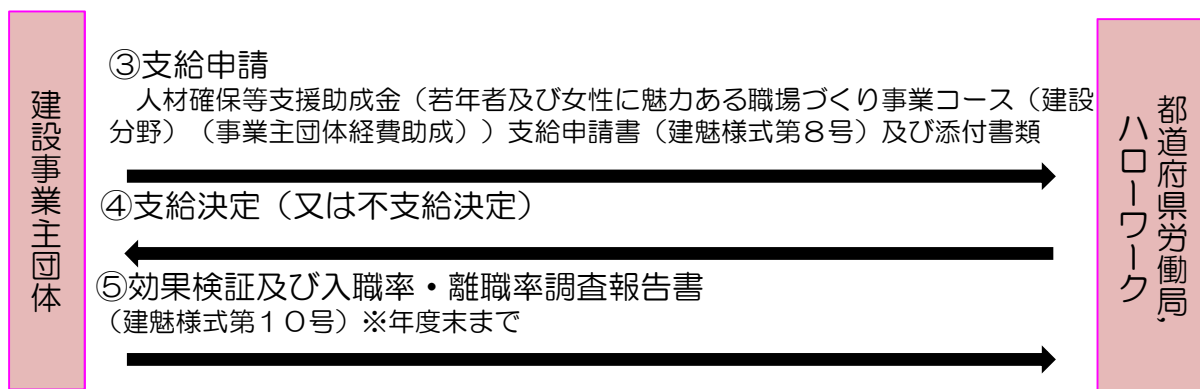 建設事業主団体
③支給申請
人材確保等支援助成金（若年者及び女性に魅力ある職場づくり事業コース（建設
分野）（事業主団体経費助成））支給申請書（建魅様式第８号）及び添付書類
④支給決定（又は不支給決定）
⑤効果検証及び入職率・離職率調査報告書
（建魅様式第１０号）※年度末まで
都道府県労働局,
ハローワーク